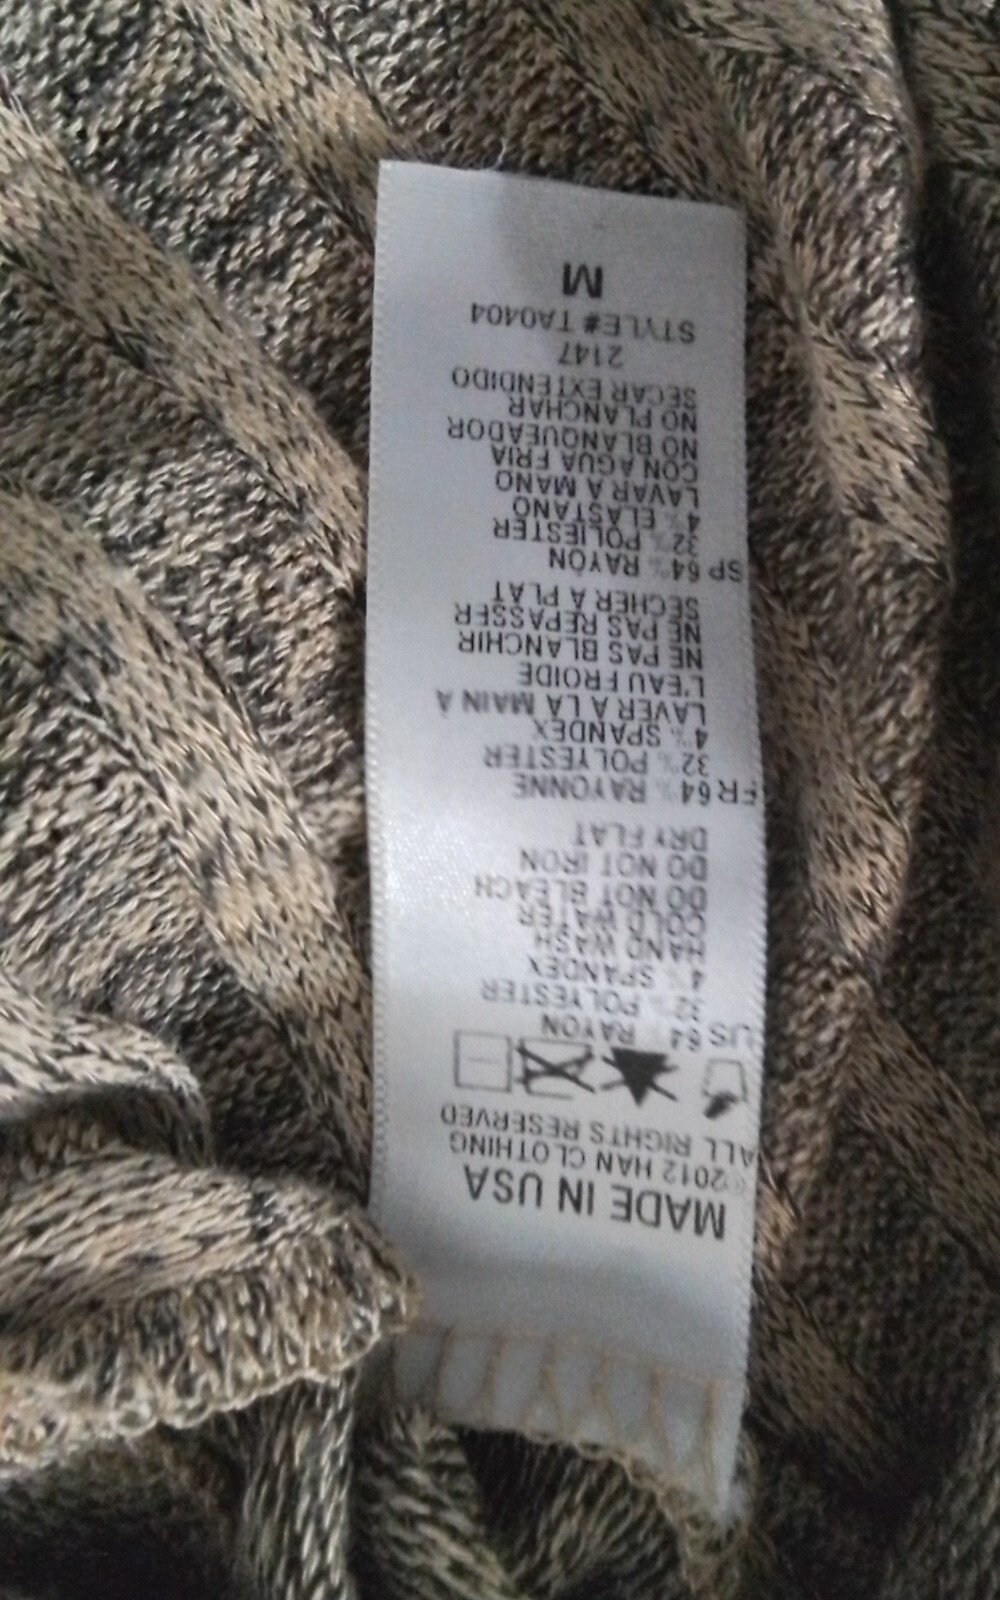 MADE IN USA
©2012 HAN CLOTHING
ALL RIGHTS RESERVED
US 64% RAYON
32% POLYESTER
4% SPANDEX
HAND WASH
COLD WATER
DO NOT BLEACH
DO NOT IRON
DRY FLAT
FR 64% RAYONNE
32% POLYESTER
4% SPANDEX
LAVER A LA MAIN À
L'EAU FROIDE
NE PAS BLANCHIR
NE PAS REPASSER
SECHER A PLAT
SP 64% RAYON
32% POLIESTER
4% ELASTANO
LAVAR A MANO
CON AGUA FRIA
NO BLANQUEADOR
NO PLANCHAR
SECAR EXTENDIDO
2147
STYLE# TA0404
M